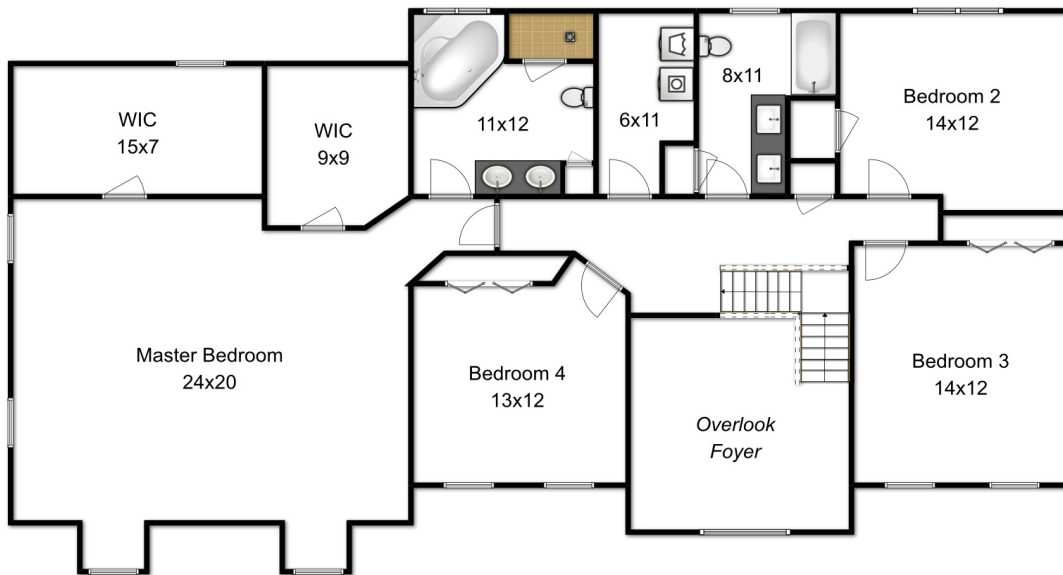 WIC
15x7
WIC
9x9
11x12
6x11
8x11
Bedroom 2
14x12
Master Bedroom
24x20
Bedroom 4
13x12
Overlook
Foyer
Bedroom 3
14x12